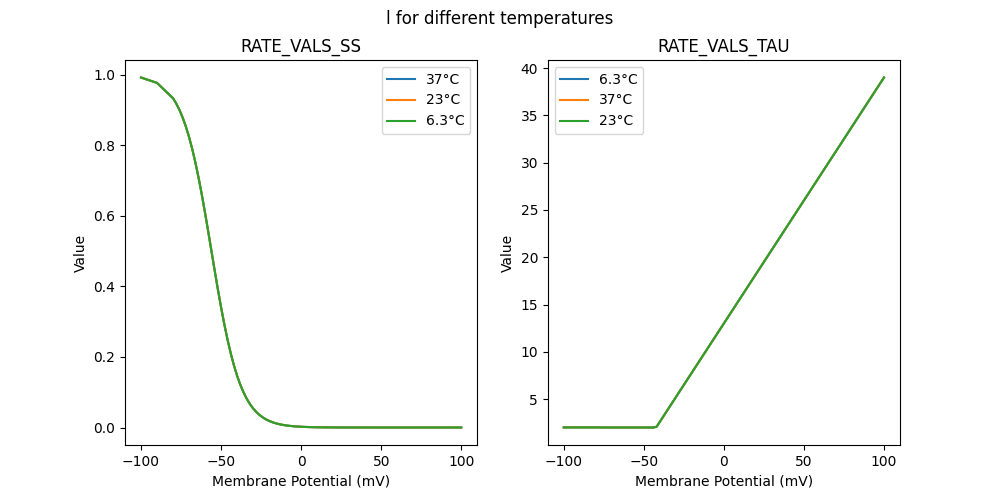 l for different temperatures
RATE_VALS_SS
RATE_VALS_TAU
1.0
0.8
0.6
0.4
0.2
0.0
Value
37°C
23°C
6.3°C
−100
−50
0
50
100
Membrane Potential (mV)
40
35
30
25
20
15
10
5
Value
6.3°C
37°C
23°C
−100
−50
0
50
100
Membrane Potential (mV)